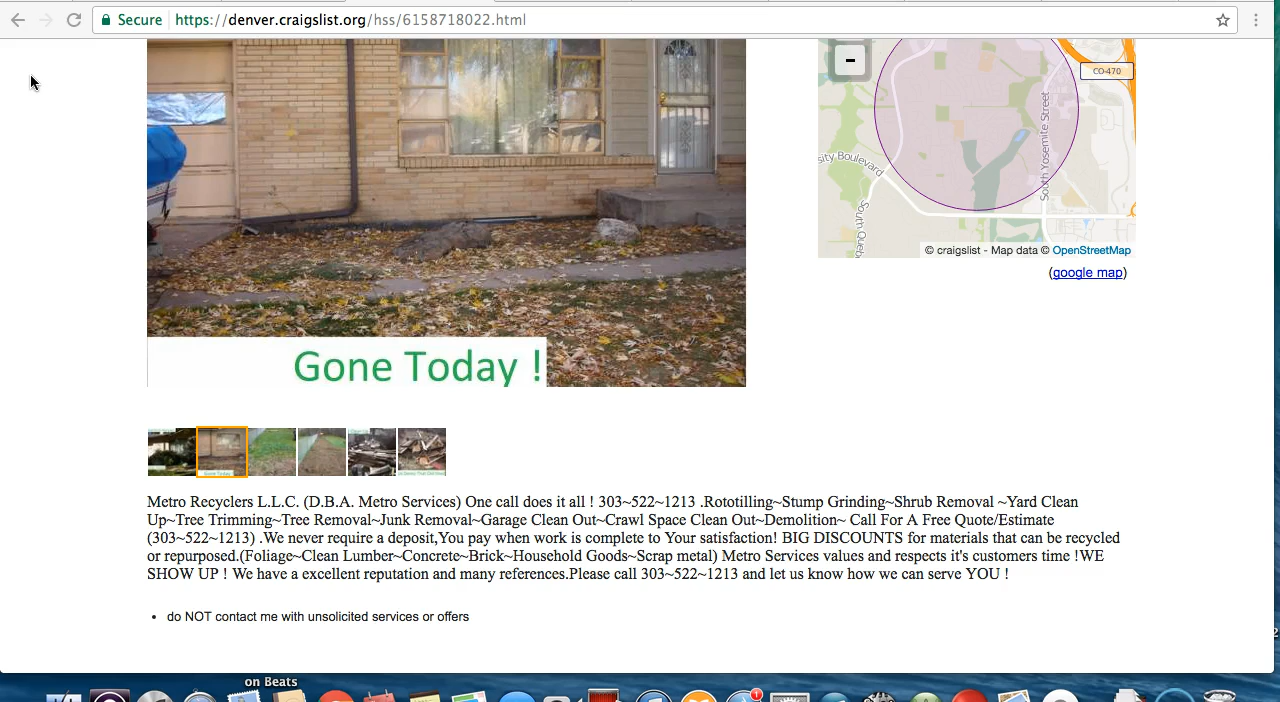 Secure https://denver.craigslist.org/hss/6158718022.html
CO-470
sity Boulevard
South Yosemite Street
South Queb
© craigslist - Map data © OpenStreetMap
(google map)
Gone Today !
Metro Recyclers L.L.C. (D.B.A. Metro Services) One call does it all ! 303~522~1213 .Rototilling~Stump Grinding~Shrub Removal ~Yard Clean
Up~Tree Trimming~Tree Removal~Junk Removal~Garage Clean Out~Crawl Space Clean Out~Demolition~ Call For A Free Quote/Estimate
(303~522~1213) .We never require a deposit,You pay when work is complete to Your satisfaction! BIG DISCOUNTS for materials that can be recycled
or repurposed.(Foliage~Clean Lumber~Concrete~Brick~Household Goods~Scrap metal) Metro Services values and respects it's customers time !WE
SHOW UP ! We have a excellent reputation and many references.Please call 303~522~1213 and let us know how we can serve YOU !
• do NOT contact me with unsolicited services or offers
on Beats
1